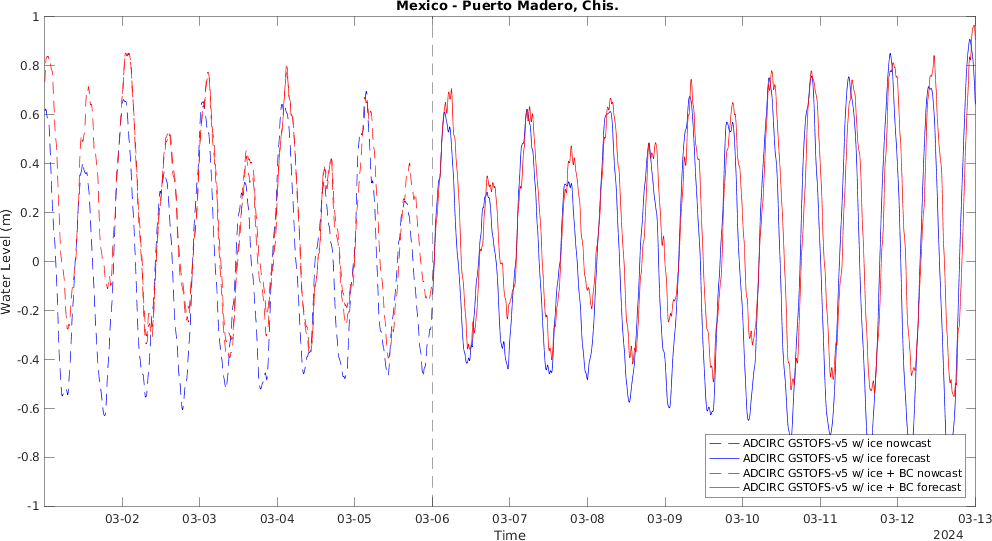 Mexico - Puerto Madero, Chis.
1
0.8
0.6
0.4
0.2
0
-0.2
-0.4
-0.6
-0.8
-1
Water Level (m)
ADCIRC GSTOFS-v5 w/ ice nowcast
ADCIRC GSTOFS-v5 w/ ice forecast
ADCIRC GSTOFS-v5 w/ ice + BC nowcast
ADCIRC GSTOFS-v5 w/ ice + BC forecast
03-02 03-03 03-04 03-05 03-06 03-07 03-08 03-09 03-10 03-11 03-12 03-13
Time
2024